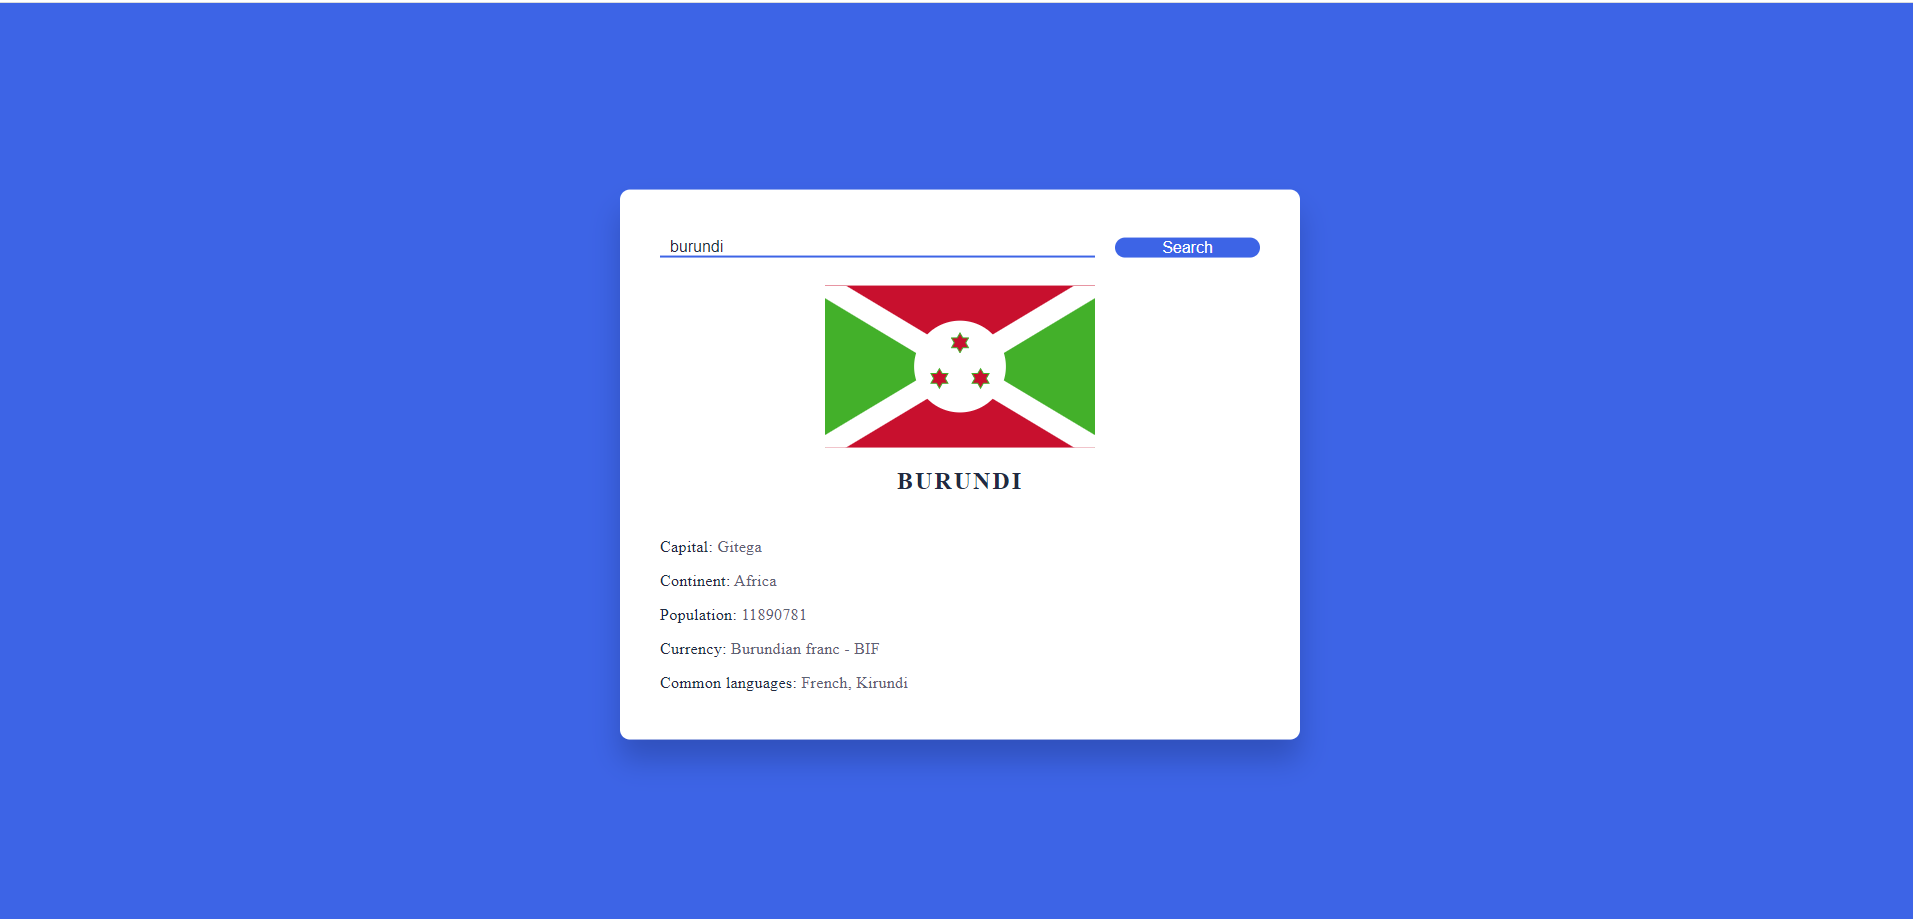 burundi
Search
BURUNDI
Capital: Gitega
Continent: Africa
Population: 11890781
Currency: Burundian franc - BIF
Common languages: French, Kirundi